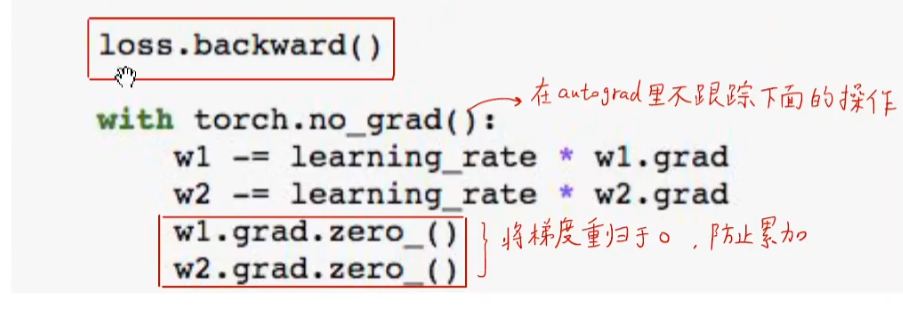 loss.backward()
在autograd里不跟踪下面的操作
with torch.no_grad():
w1 -= learning_rate * w1.grad
w2 -= learning_rate * w2.grad
w1.grad.zero_()
将梯度重归于0，防止累加
w2.grad.zero_()